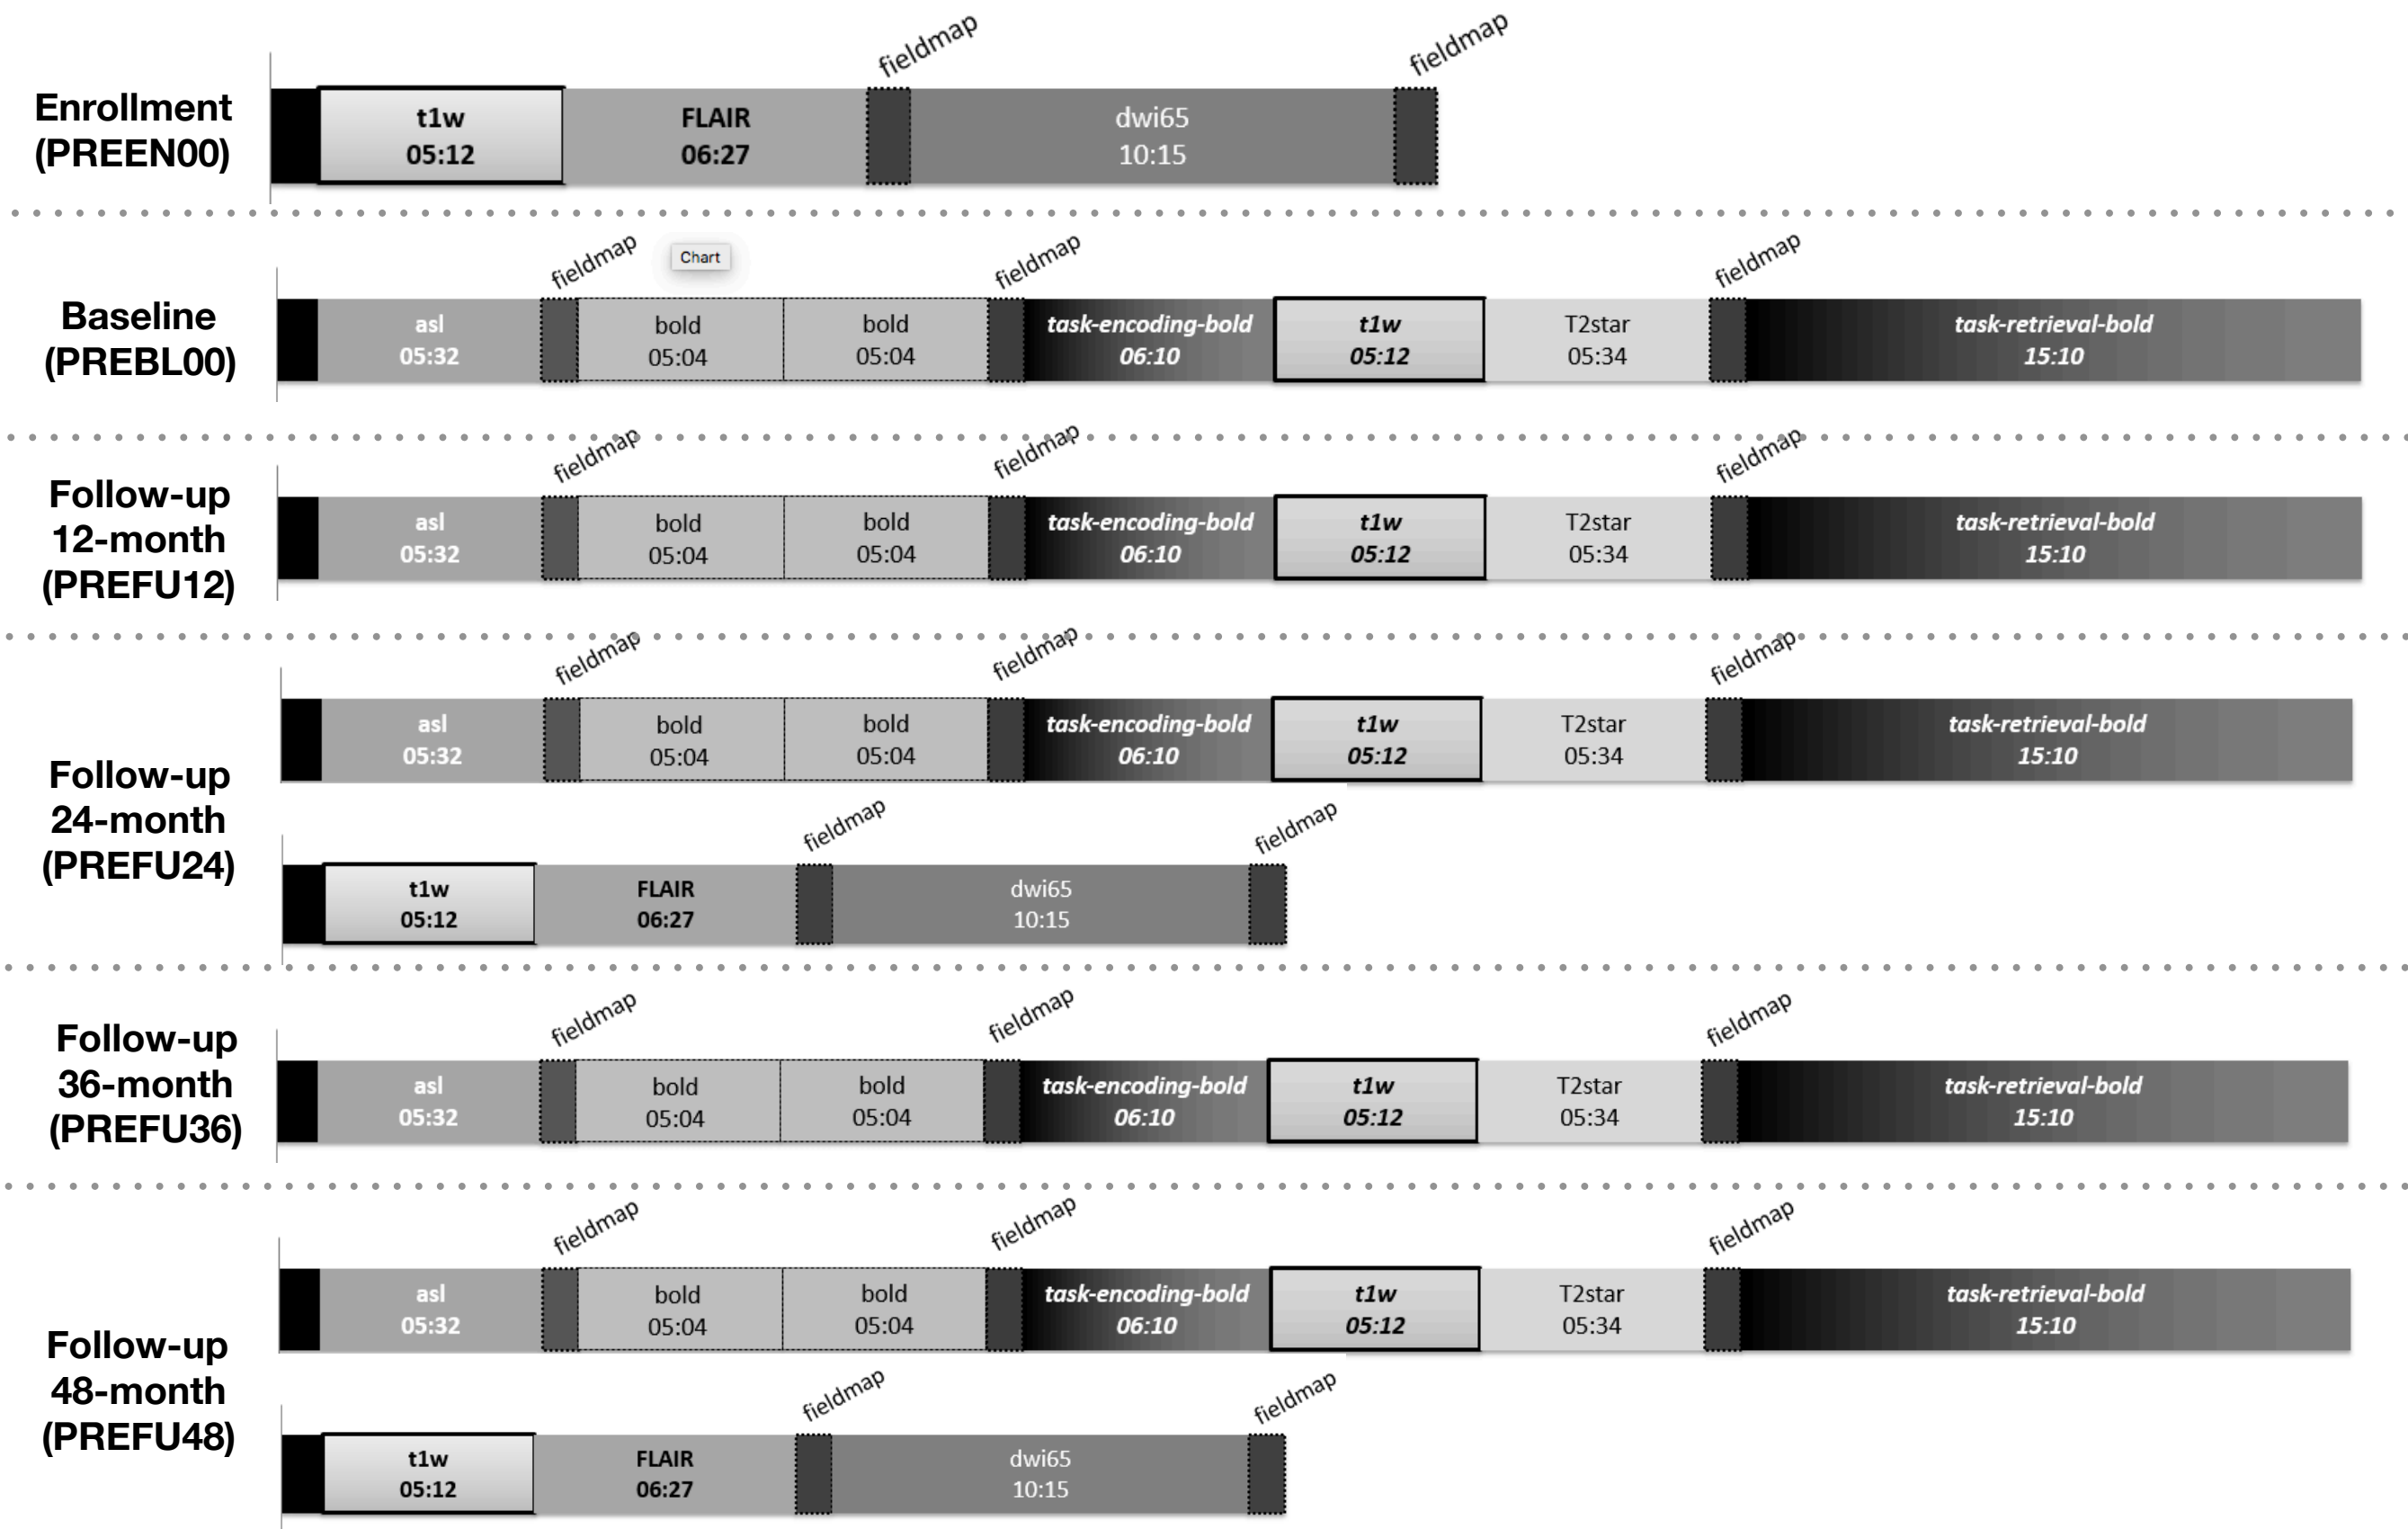 fieldmap
fieldmap
Enrollment
(PREEN00)
t1w
05:12
FLAIR
06:27
dwi65
10:15
fieldmap
Chart
fieldmap
fieldmap
Baseline
(PREBL00)
asl
05:32
bold
05:04
bold
05:04
task-encoding-bold
06:10
t1w
05:12
T2star
05:34
task-retrieval-bold
15:10
fieldmap
fieldmap
fieldmap
Follow-up
12-month
(PREFU12)
asl
05:32
bold
05:04
bold
05:04
task-encoding-bold
06:10
t1w
05:12
T2star
05:34
task-retrieval-bold
15:10
fieldmap
fieldmap
fieldmap
Follow-up
24-month
(PREFU24)
asl
05:32
bold
05:04
bold
05:04
task-encoding-bold
06:10
t1w
05:12
T2star
05:34
task-retrieval-bold
15:10
fieldmap
fieldmap
t1w
05:12
FLAIR
06:27
dwi65
10:15
fieldmap
fieldmap
fieldmap
Follow-up
36-month
(PREFU36)
asl
05:32
bold
05:04
bold
05:04
task-encoding-bold
06:10
t1w
05:12
T2star
05:34
task-retrieval-bold
15:10
fieldmap
fieldmap
fieldmap
Follow-up
48-month
(PREFU48)
asl
05:32
bold
05:04
bold
05:04
task-encoding-bold
06:10
t1w
05:12
T2star
05:34
task-retrieval-bold
15:10
fieldmap
fieldmap
t1w
05:12
FLAIR
06:27
dwi65
10:15